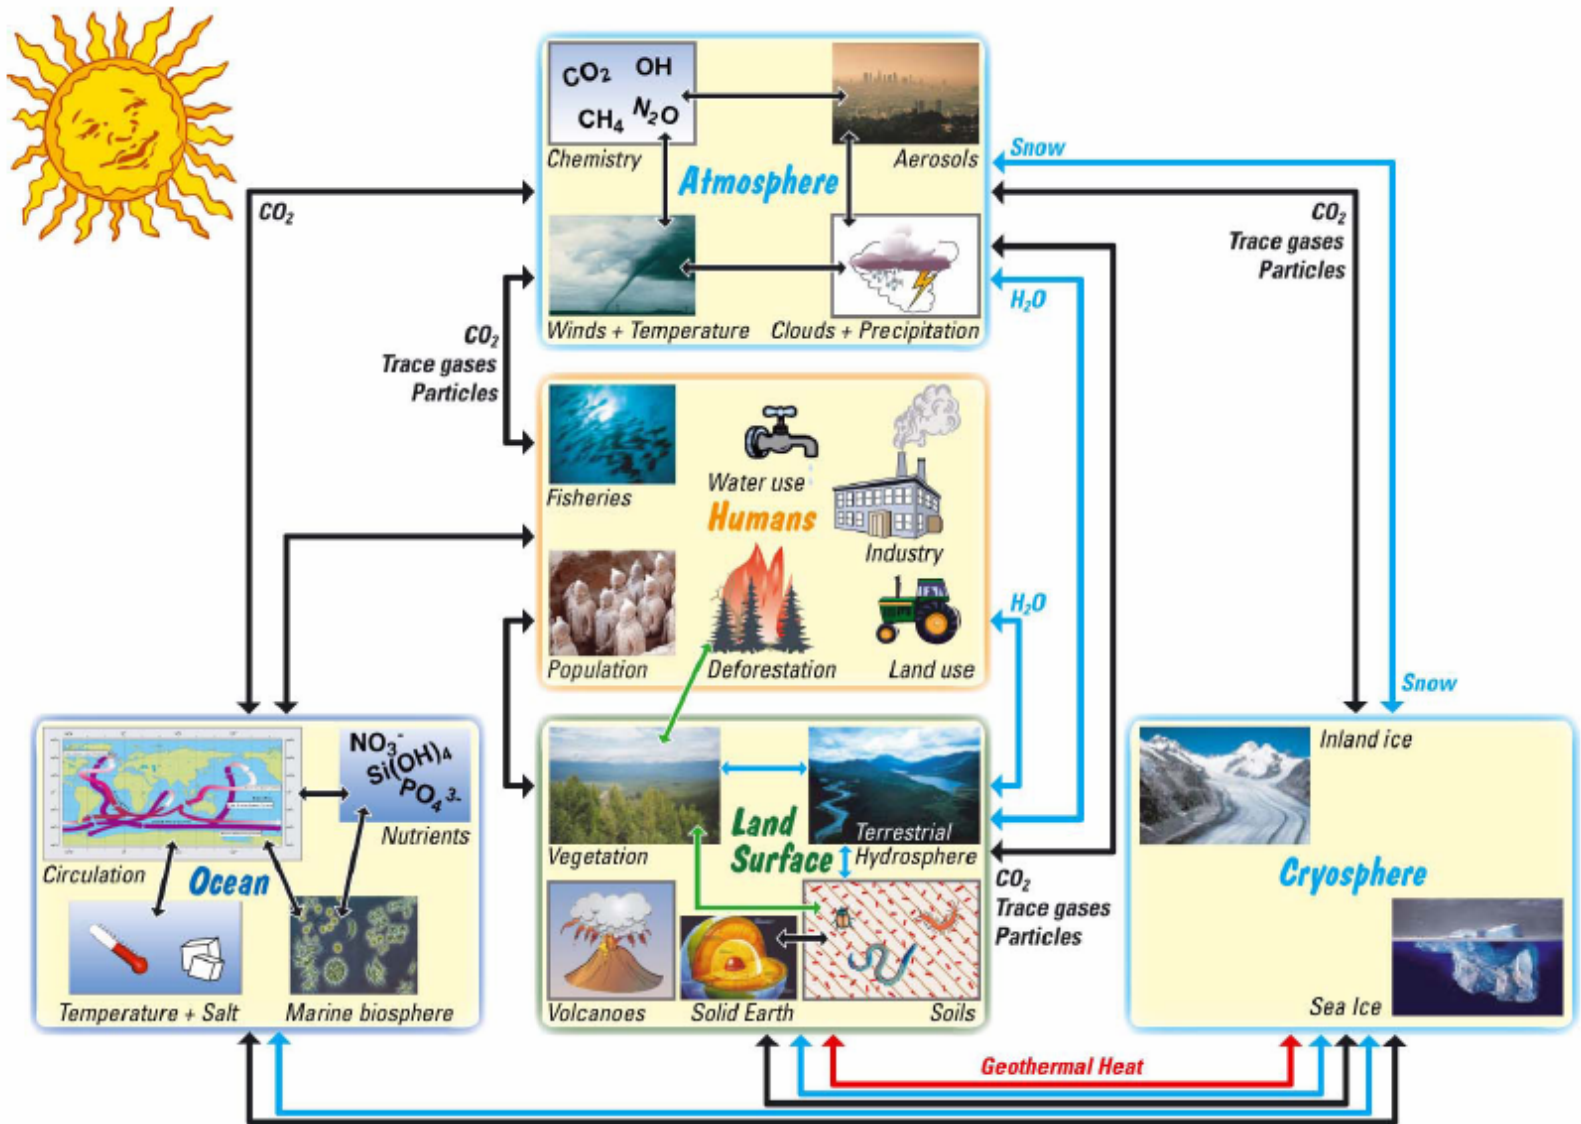 CO₂ OH
CH₄ N₂O
Chemistry
Aerosols
Atmosphere
Winds + Temperature
Clouds + Precipitation
CO₂
CO₂
Trace gases
Particles
Snow
CO₂
Trace gases
Particles
H₂O
Fisheries
Water use
Humans
Industry
Population
Deforestation
Land use
H₂O
Snow
NO₃⁻
Si(OH)₄
PO₄³⁻
Nutrients
Circulation
Ocean
Temperature + Salt
Marine biosphere
Vegetation
Land
Surface
Terrestrial
Hydrosphere
Volcanoes
Solid Earth
Soils
CO₂
Trace gases
Particles
Inland ice
Cryosphere
Sea Ice
Geothermal Heat